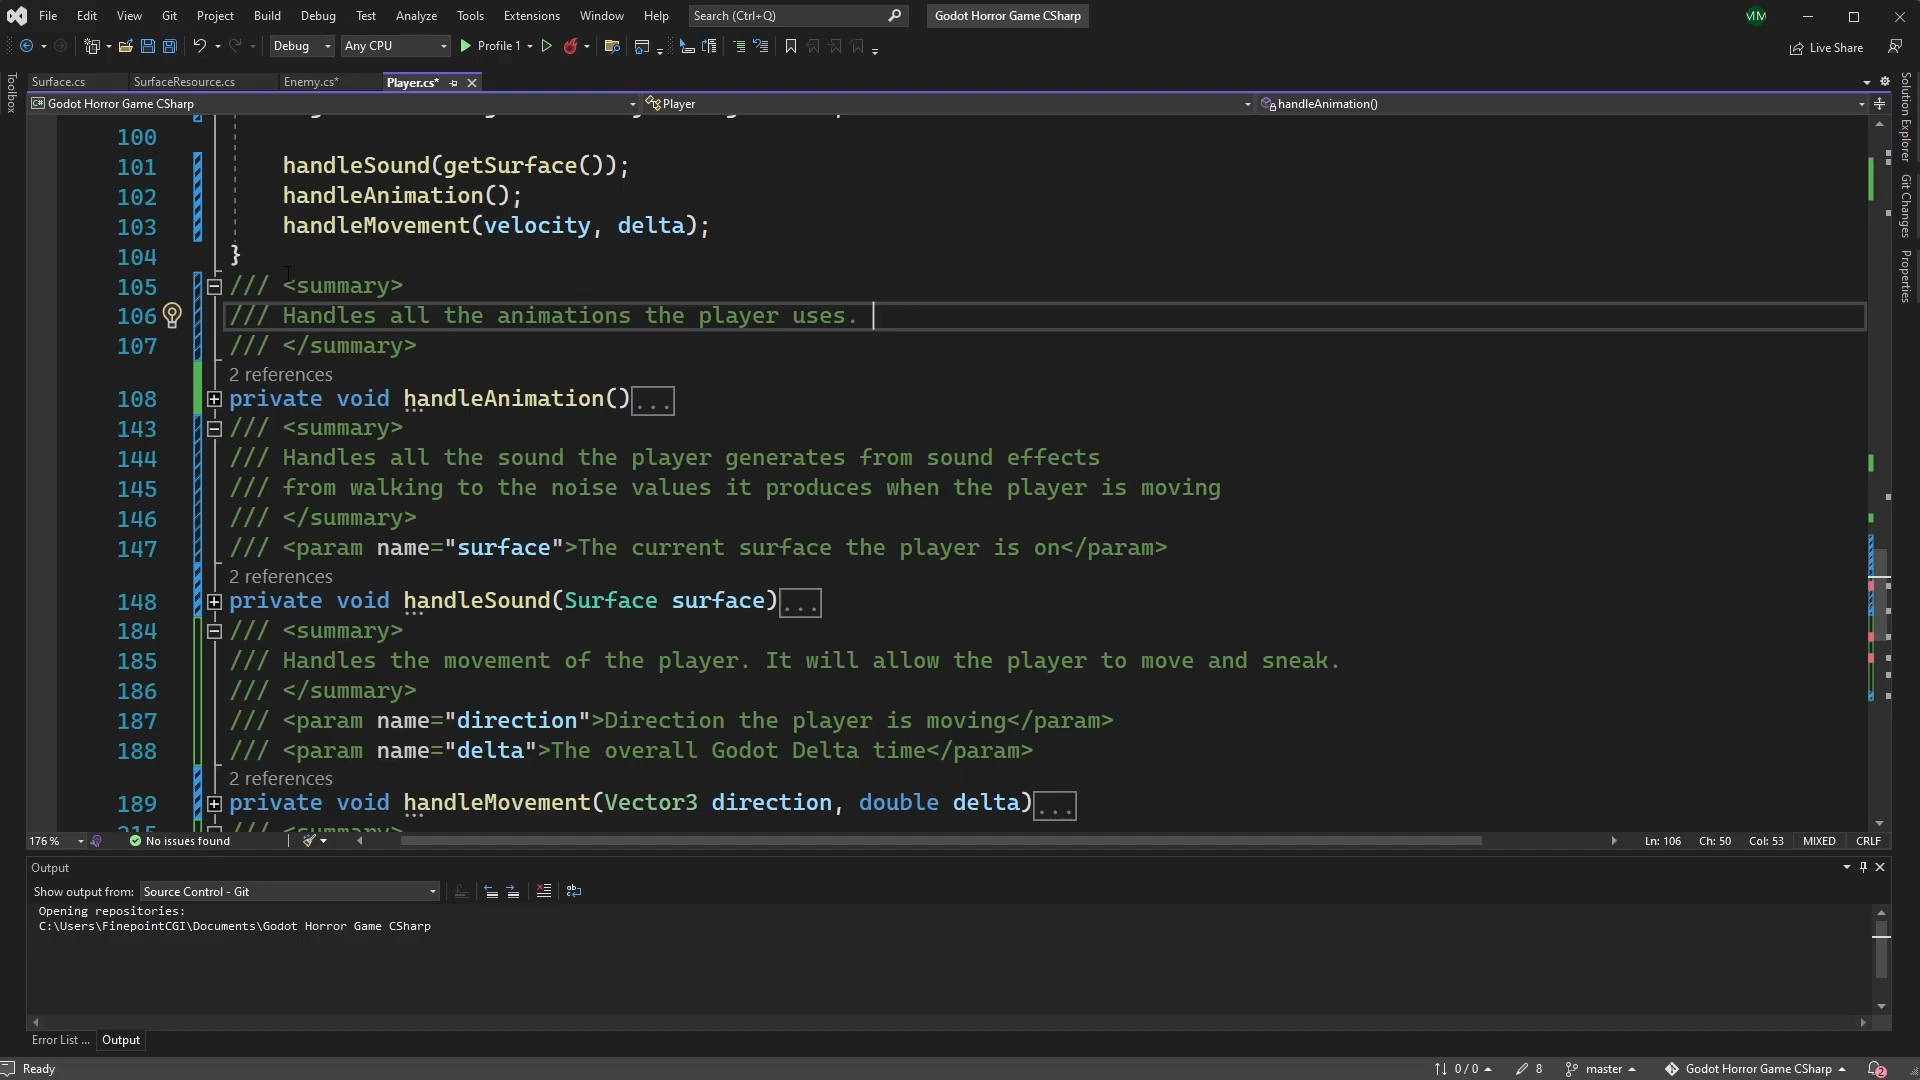 File Edit View Git Project Build Debug Test Analyze Tools Extensions Window Help Search (Ctrl+Q) Godot Horror Game CSharp
Debug Any CPU Profile 1 Live Share
Surface.cs SurfaceResource.cs Enemy.cs* Player.cs*
Godot Horror Game CSharp Player handleAnimation()
Toolbox
Solution Explorer
Git Changes
Properties
100
101 handleSound(getSurface());
102 handleAnimation();
103 handleMovement(velocity, delta);
104 }
105 /// <summary>
106 /// Handles all the animations the player uses.
107 /// </summary>
2 references
108 private void handleAnimation()...
143 /// <summary>
144 /// Handles all the sound the player generates from sound effects
145 /// from walking to the noise values it produces when the player is moving
146 /// </summary>
147 /// <param name="surface">The current surface the player is on</param>
2 references
148 private void handleSound(Surface surface)...
184 /// <summary>
185 /// Handles the movement of the player. It will allow the player to move and sneak.
186 /// </summary>
187 /// <param name="direction">Direction the player is moving</param>
188 /// <param name="delta">The overall Godot Delta time</param>
2 references
189 private void handleMovement(Vector3 direction, double delta)...
215 /// <summary>
176 % No issues found Ln: 106 Ch: 50 Col: 53 MIXED CRLF
Output
Show output from: Source Control - Git
Opening repositories:
C:\Users\FinepointCGI\Documents\Godot Horror Game CSharp
Error List ... Output
Ready 0 / 0 8 master Godot Horror Game CSharp 2